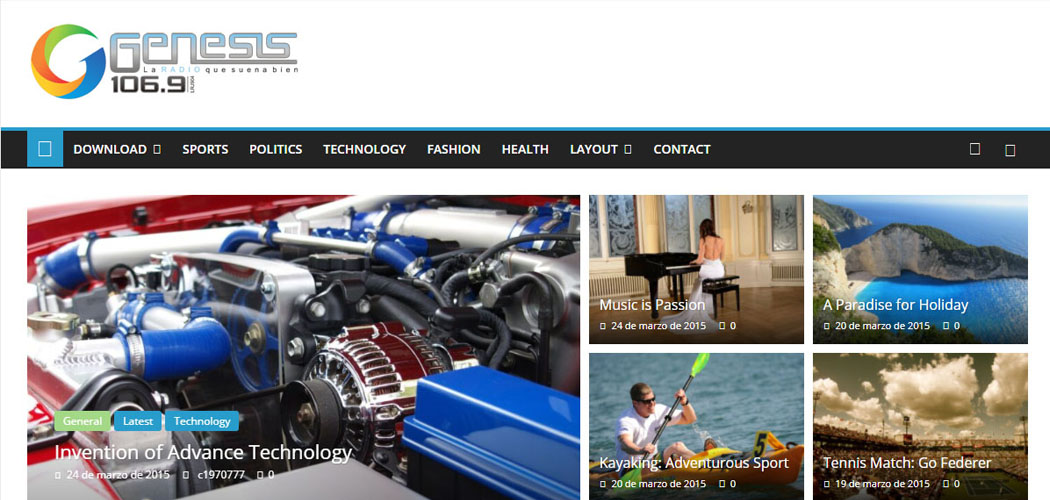 GENESIS
La RADIO que suena bien
106.9
DOWNLOAD SPORTS POLITICS TECHNOLOGY FASHION HEALTH LAYOUT CONTACT
General Latest Technology
Invention of Advance Technology
24 de marzo de 2015 c1970777 0
Music is Passion
24 de marzo de 2015 0
A Paradise for Holiday
20 de marzo de 2015 0
Kayaking: Adventurous Sport
20 de marzo de 2015 0
Tennis Match: Go Federer
19 de marzo de 2015 0